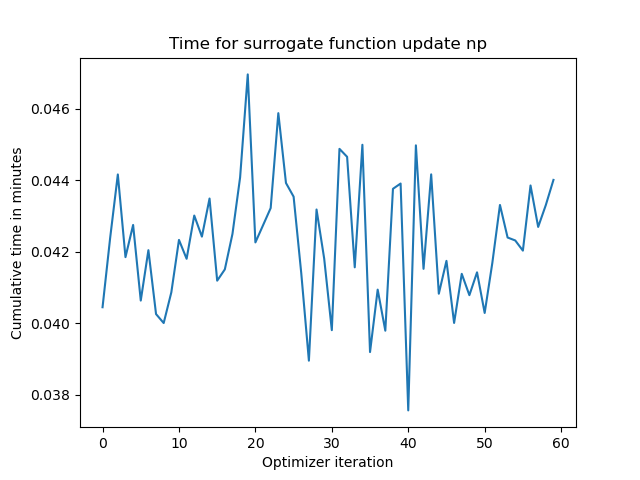 Time for surrogate function update np
Cumulative time in minutes
0.046
0.044
0.042
0.040
0.038
0 10 20 30 40 50 60
Optimizer iteration